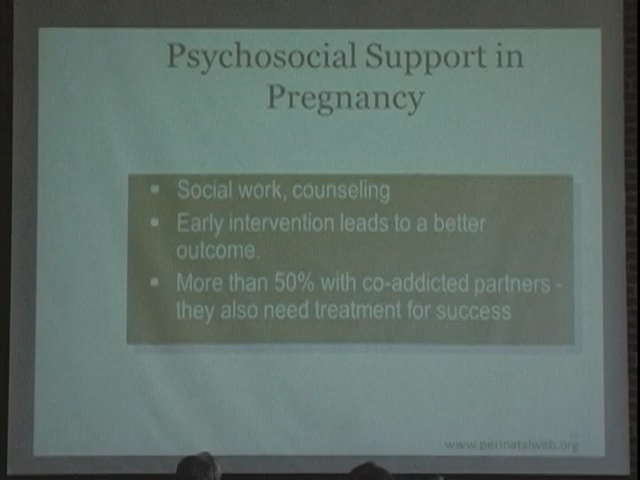 Psychosocial Support in
Pregnancy
▪ Social work, counseling
▪ Early intervention leads to a better
outcome.
▪ More than 50% with co-addicted partners -
they also need treatment for success
www.perinatalweb.org